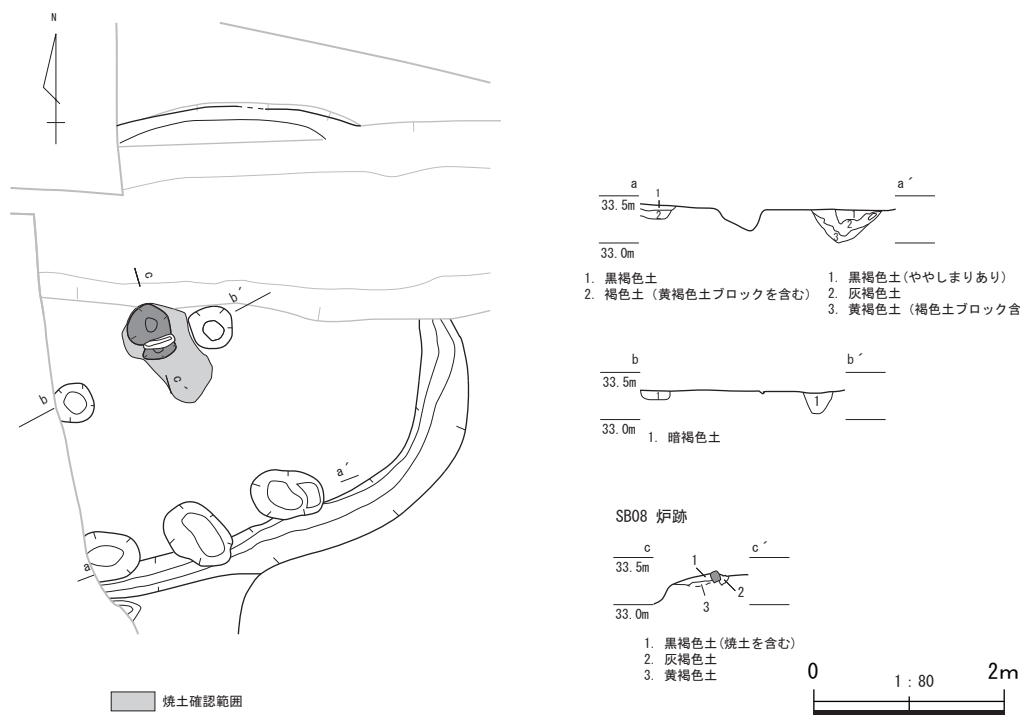 N
c
b′
c′
b
a′
a
焼土確認範囲
a
a′
1
33.5m
2
1
2
3
33.0m
1. 黒褐色土
2. 褐色土 (黄褐色土ブロックを含む)
1. 黒褐色土(ややしまりあり)
2. 灰褐色土
3. 黄褐色土 (褐色土ブロック含
b
b′
33.5m
1
1
33.0m
1. 暗褐色土
SB08 炉跡
c
c′
33.5m
1
2
3
33.0m
1. 黒褐色土(焼土を含む)
2. 灰褐色土
3. 黄褐色土
0
1 : 80
2m